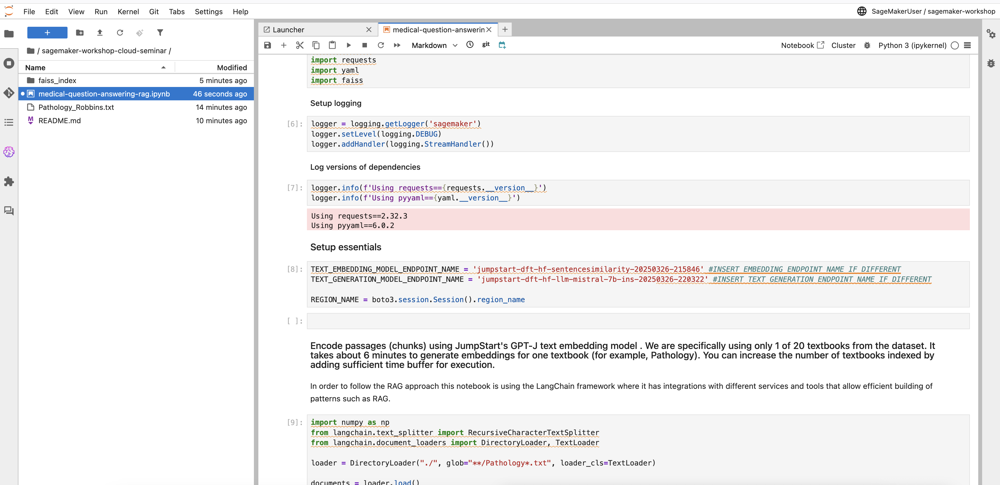 File Edit View Run Kernel Git Tabs Settings Help
SageMakerUser / sagemaker-workshop
+
/ sagemaker-workshop-cloud-seminar /
Name Modified
faiss_index 5 minutes ago
medical-question-answering-rag.ipynb 46 seconds ago
Pathology_Robbins.txt 14 minutes ago
README.md 10 minutes ago
Launcher
medical-question-answerin
Markdown
git
Notebook
Cluster
Python 3 (ipykernel)
import requests
import yaml
import faiss
Setup logging
[6]:
logger = logging.getLogger('sagemaker')
logger.setLevel(logging.DEBUG)
logger.addHandler(logging.StreamHandler())
Log versions of dependencies
[7]:
logger.info(f'Using requests=={requests.__version__}')
logger.info(f'Using pyyaml=={yaml.__version__}')
Using requests==2.32.3
Using pyyaml==6.0.2
Setup essentials
[8]:
TEXT_EMBEDDING_MODEL_ENDPOINT_NAME = 'jumpstart-dft-hf-sentencesimilarity-20250326-215846' #INSERT EMBEDDING ENDPOINT NAME IF DIFFERENT
TEXT_GENERATION_MODEL_ENDPOINT_NAME = 'jumpstart-dft-hf-llm-mistral-7b-ins-20250326-220322' #INSERT TEXT GENERATION ENDPOINT NAME IF DIFFERENT
REGION_NAME = boto3.session.Session().region_name
[ ]:
Encode passages (chunks) using JumpStart's GPT-J text embedding model . We are specifically using only 1 of 20 textbooks from the dataset. It
takes about 6 minutes to generate embeddings for one textbook (for example, Pathology). You can increase the number of textbooks indexed by
adding sufficient time buffer for execution.
In order to follow the RAG approach this notebook is using the LangChain framework where it has integrations with different services and tools that allow efficient building of
patterns such as RAG.
[9]:
import numpy as np
from langchain.text_splitter import RecursiveCharacterTextSplitter
from langchain.document_loaders import DirectoryLoader, TextLoader
loader = DirectoryLoader("./", glob="**/Pathology*.txt", loader_cls=TextLoader)
documents = loader.load()